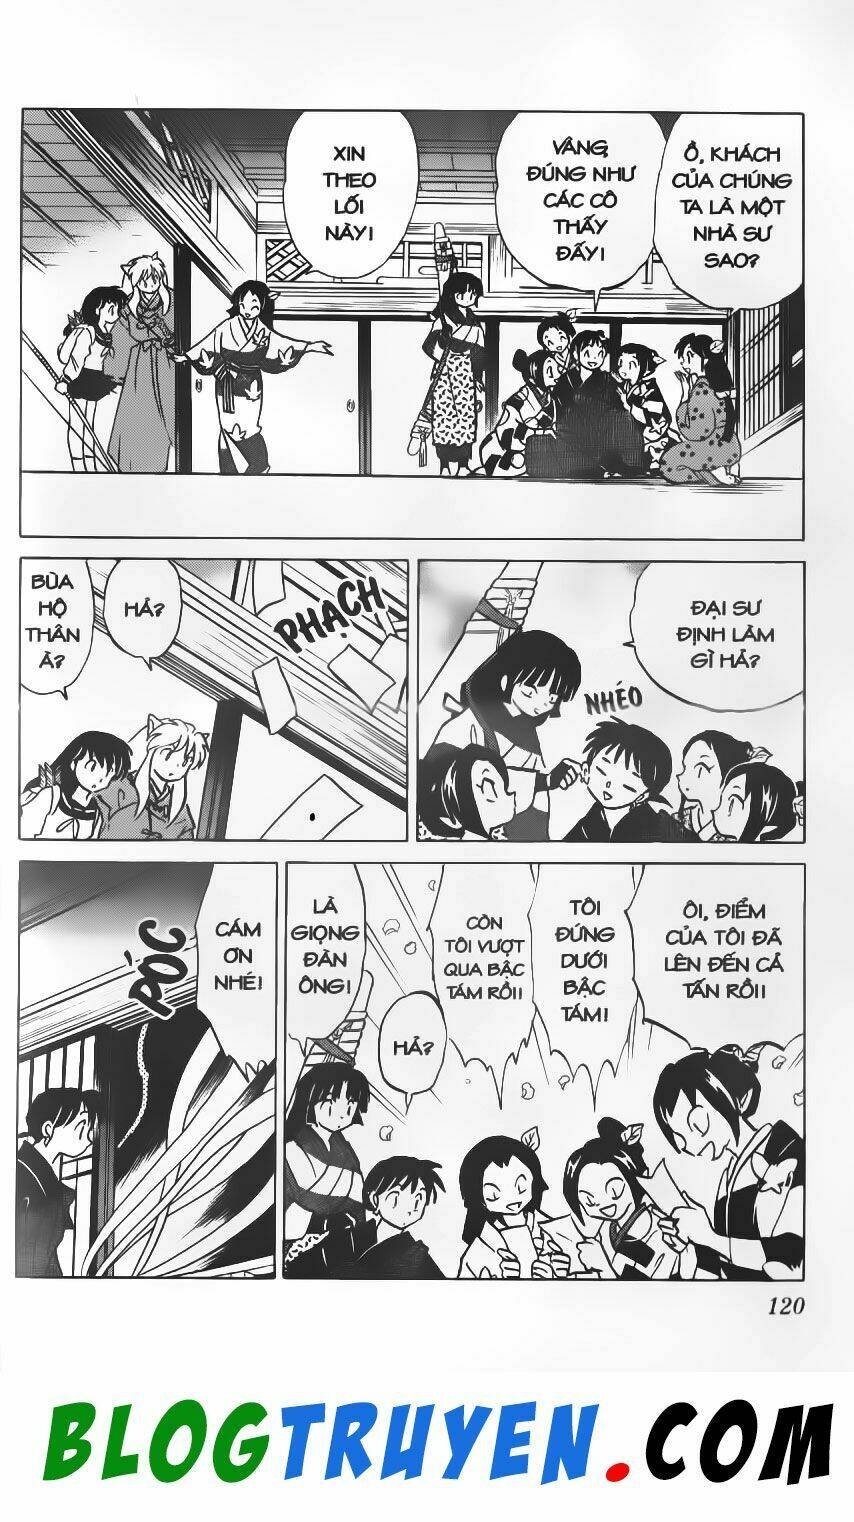 Ồ, KHÁCH
CỦA CHÚNG
TA LÀ MỘT
NHÀ SƯ
SAO?
VÂNG,
ĐÚNG NHƯ
CÁC CÔ
THẤY
ĐẤY!
XIN
THEO
LỐI
NÀY!
ĐẠI SƯ
ĐỊNH LÀM
GÌ HẢ?
NHÉO
PHẠCH
HẢ?
BÙA
HỘ
THÂN
À?
ÔI, ĐIỂM
CỦA TÔI ĐÃ
LÊN ĐẾN CẢ
TẤN RỒI!
TÔI
ĐỨNG
DƯỚI
BẬC
TÁM!
CÒN
TÔI VƯỢT
QUA BẬC
TÁM RỒI!
HẢ?
LÀ
GIỌNG
ĐÀN
ÔNG!
CÁM
ƠN
NHÉ!
PÓC
120
BLOGTRUYEN.COM